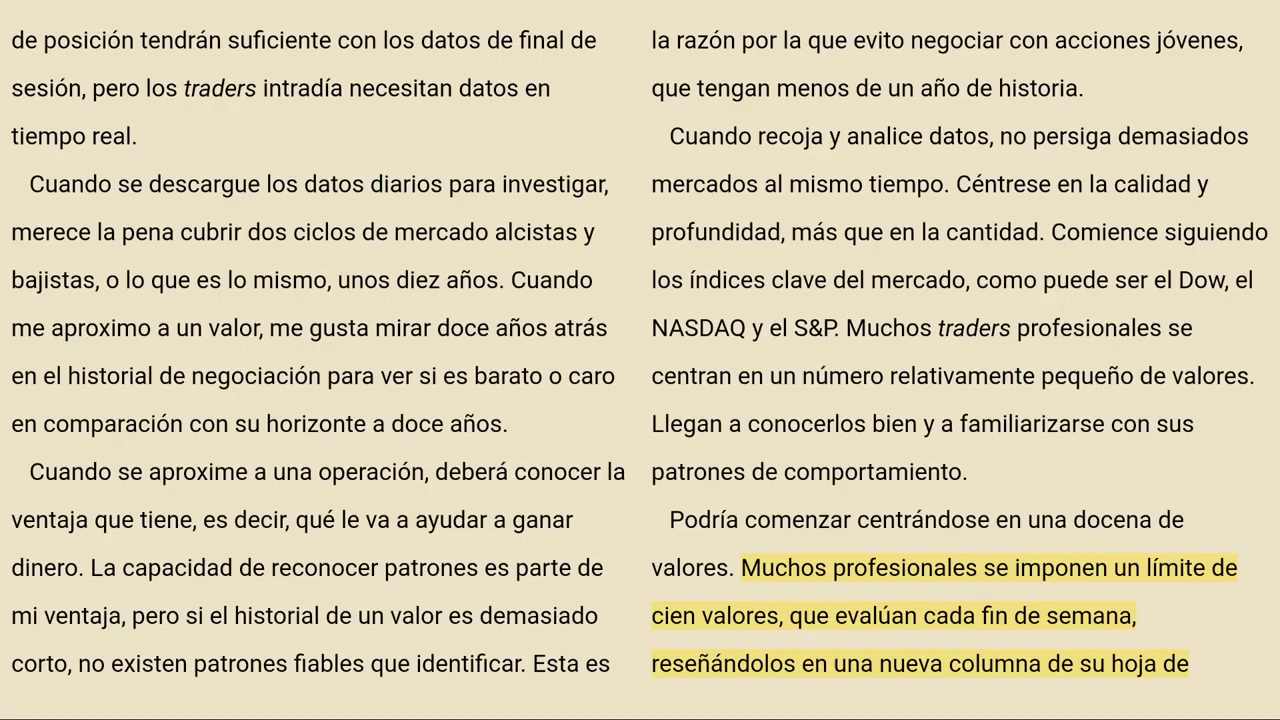 de posición tendrán suficiente con los datos de final de
sesión, pero los traders intradía necesitan datos en
tiempo real.
Cuando se descargue los datos diarios para investigar,
merece la pena cubrir dos ciclos de mercado alcistas y
bajistas, o lo que es lo mismo, unos diez años. Cuando
me aproximo a un valor, me gusta mirar doce años atrás
en el historial de negociación para ver si es barato o caro
en comparación con su horizonte a doce años.
Cuando se aproxime a una operación, deberá conocer la
ventaja que tiene, es decir, qué le va a ayudar a ganar
dinero. La capacidad de reconocer patrones es parte de
mi ventaja, pero si el historial de un valor es demasiado
corto, no existen patrones fiables que identificar. Esta es
la razón por la que evito negociar con acciones jóvenes,
que tengan menos de un año de historia.
Cuando recoja y analice datos, no persiga demasiados
mercados al mismo tiempo. Céntrese en la calidad y
profundidad, más que en la cantidad. Comience siguiendo
los índices clave del mercado, como puede ser el Dow, el
NASDAQ y el S&P. Muchos traders profesionales se
centran en un número relativamente pequeño de valores.
Llegan a conocerlos bien y a familiarizarse con sus
patrones de comportamiento.
Podría comenzar centrándose en una docena de
valores. Muchos profesionales se imponen un límite de
cien valores, que evalúan cada fin de semana,
reseñándolos en una nueva columna de su hoja de